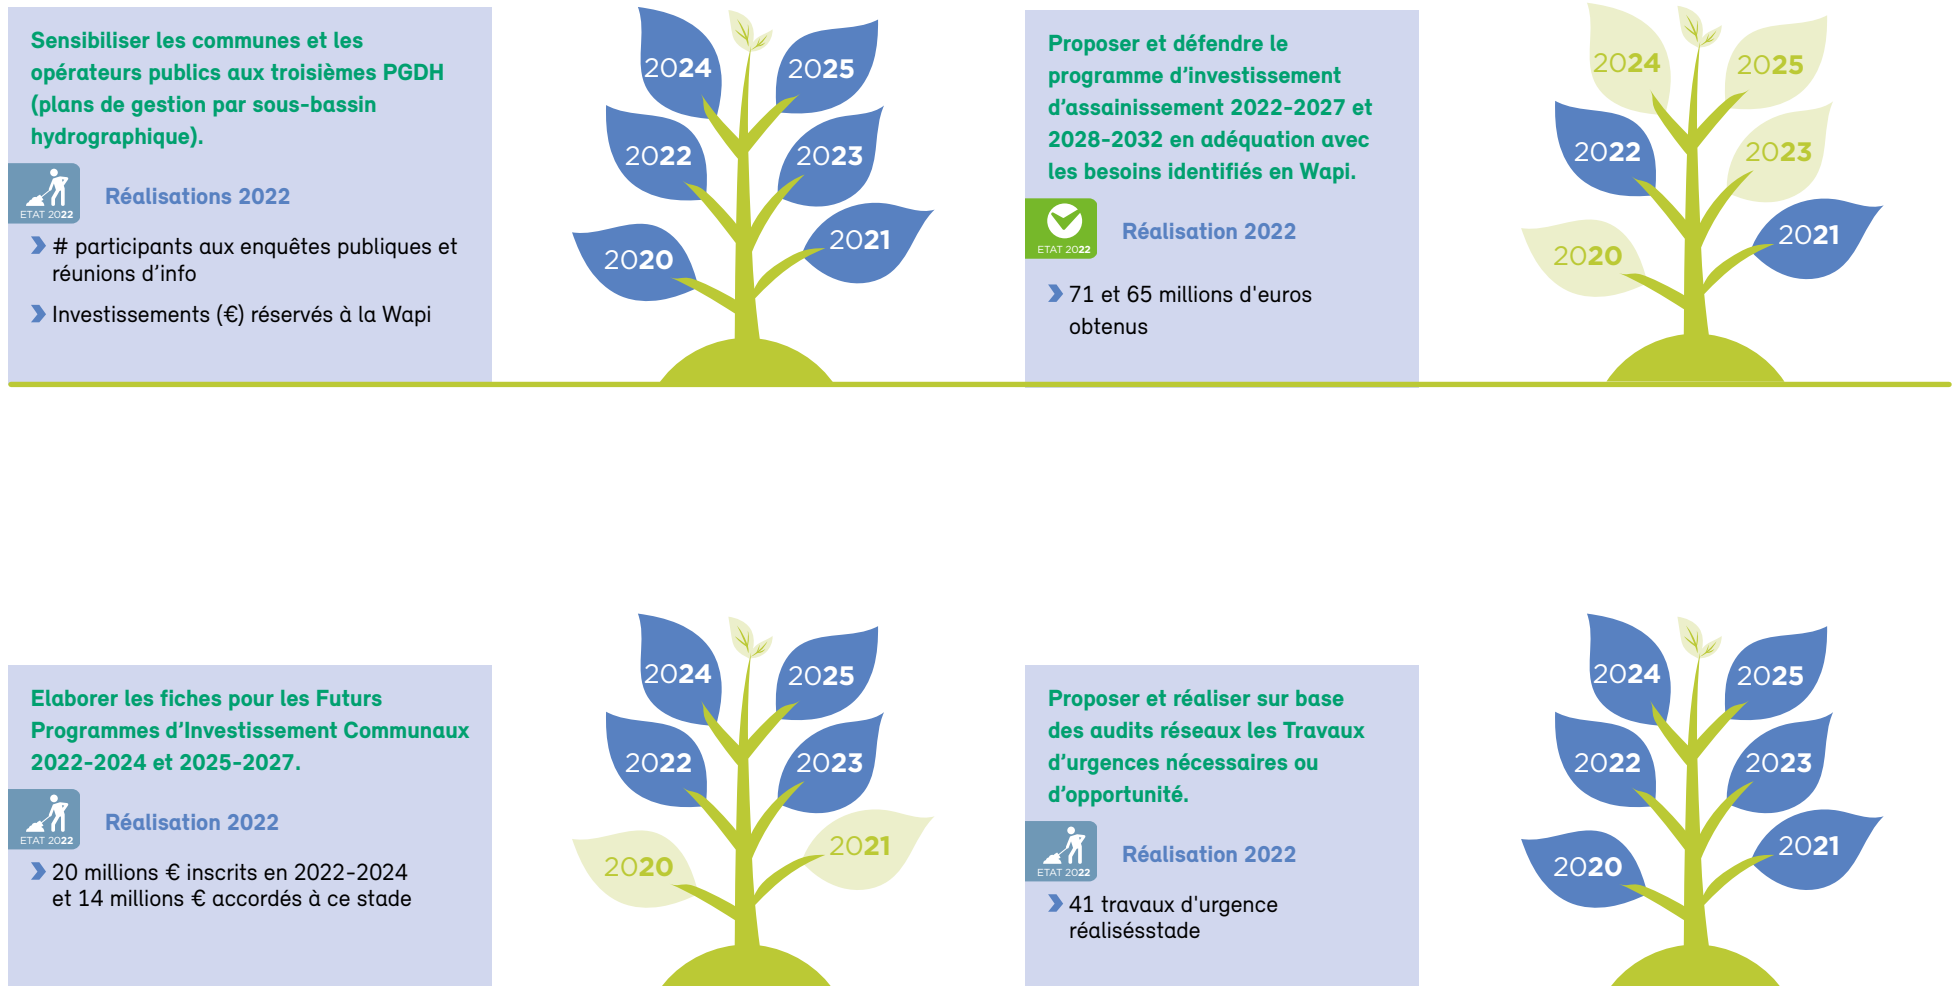 Sensibiliser les communes et les
opérateurs publics aux troisièmes PGDH
(plans de gestion par sous-bassin
hydrographique).
ETAT 2022
Réalisations 2022
# participants aux enquêtes publiques et
réunions d'info
Investissements (€) réservés à la Wapi
2024
2025
2022
2023
2020
2021
Proposer et défendre le
programme d'investissement
d'assainissement 2022-2027 et
2028-2032 en adéquation avec
les besoins identifiés en Wapi.
ETAT 2022
Réalisation 2022
71 et 65 millions d'euros
obtenus
2024
2025
2022
2023
2020
2021
Elaborer les fiches pour les Futurs
Programmes d'Investissement Communaux
2022-2024 et 2025-2027.
ETAT 2022
Réalisation 2022
20 millions € inscrits en 2022-2024
et 14 millions € accordés à ce stade
2024
2025
2022
2023
2020
2021
Proposer et réaliser sur base
des audits réseaux les Travaux
d'urgences nécessaires ou
d'opportunité.
ETAT 2022
Réalisation 2022
41 travaux d'urgence
réalisésstade
2024
2025
2022
2023
2020
2021